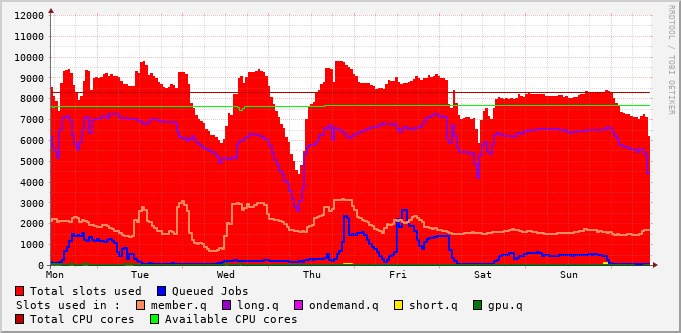 12000
11000
10000
9000
8000
7000
6000
5000
4000
3000
2000
1000
0
Mon Tue Wed Thu Fri Sat Sun
RRDTOOL / TOBI OETIKER
Total slots used Queued Jobs
Slots used in : member.q long.q ondemand.q short.q gpu.q
Total CPU cores Available CPU cores